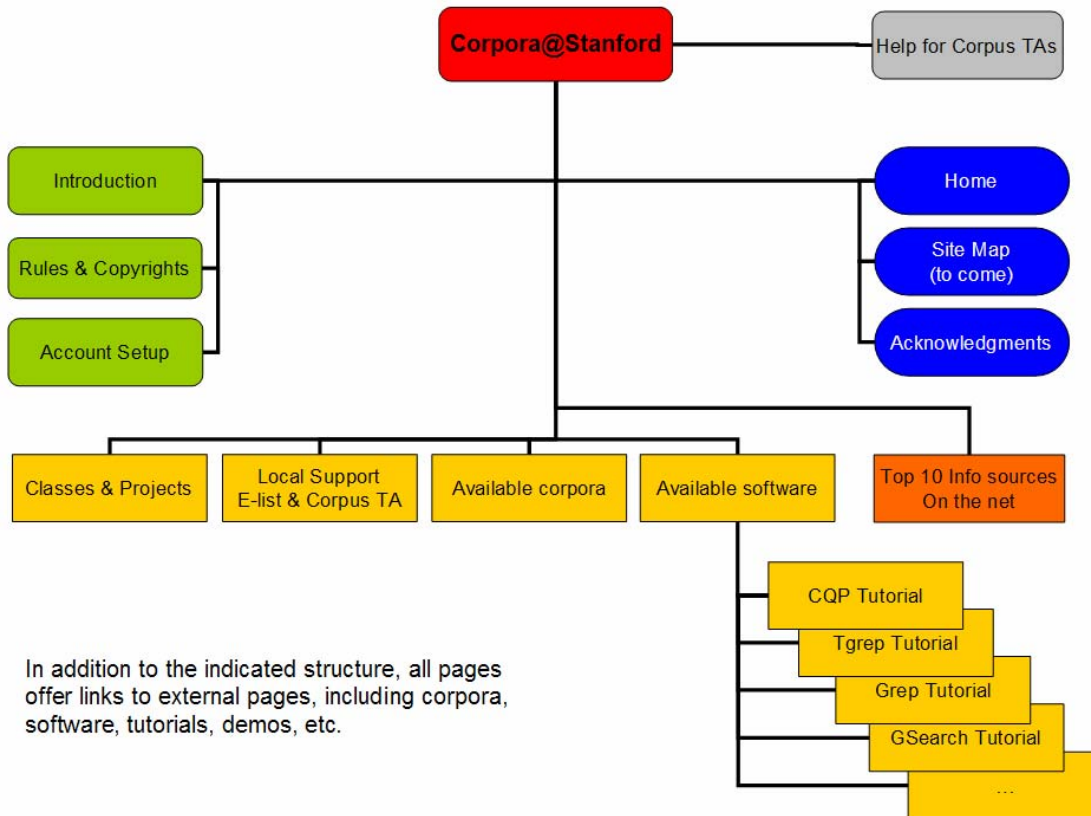 Corpora@Stanford
Help for Corpus TAs
Introduction
Home
Rules & Copyrights
Site Map
(to come)
Account Setup
Acknowledgments
Classes & Projects
Local Support
E-list & Corpus TA
Available corpora
Available software
Top 10 Info sources
On the net
CQP Tutorial
Tgrep Tutorial
Grep Tutorial
GSearch Tutorial
...
In addition to the indicated structure, all pages
offer links to external pages, including corpora,
software, tutorials, demos, etc.